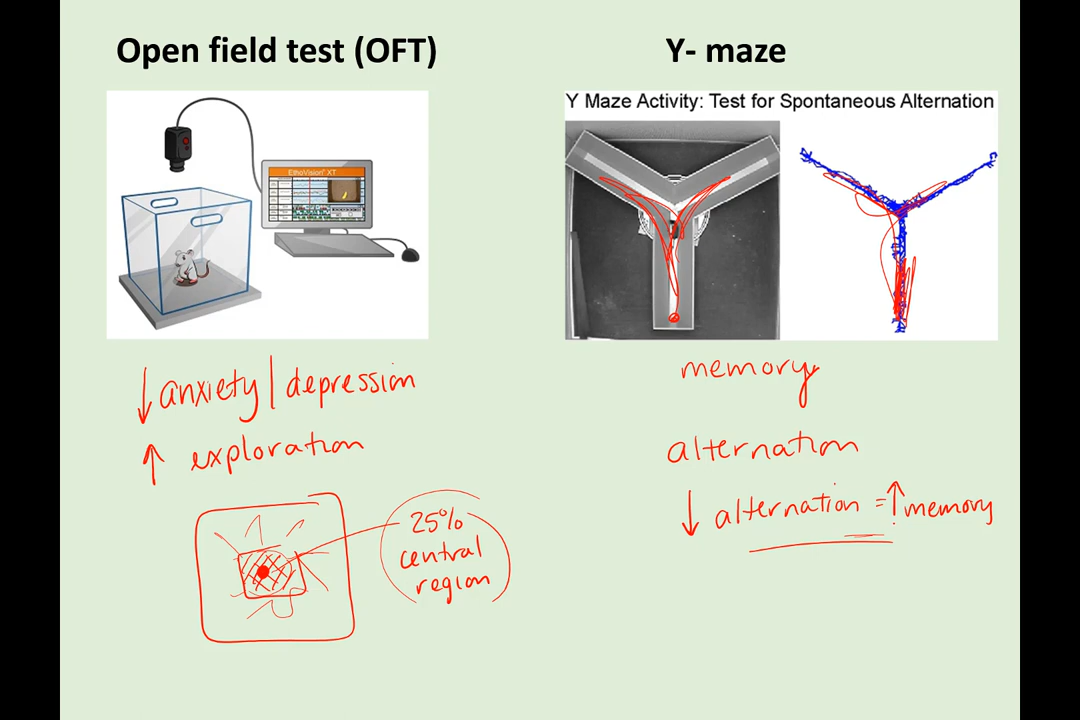 Open field test (OFT)
EthoVision® XT
↓ anxiety | depression
↑ exploration
25%
central
region
Y- maze
Y Maze Activity: Test for Spontaneous Alternation
memory
alternation
↓ alternation = ↑ memory